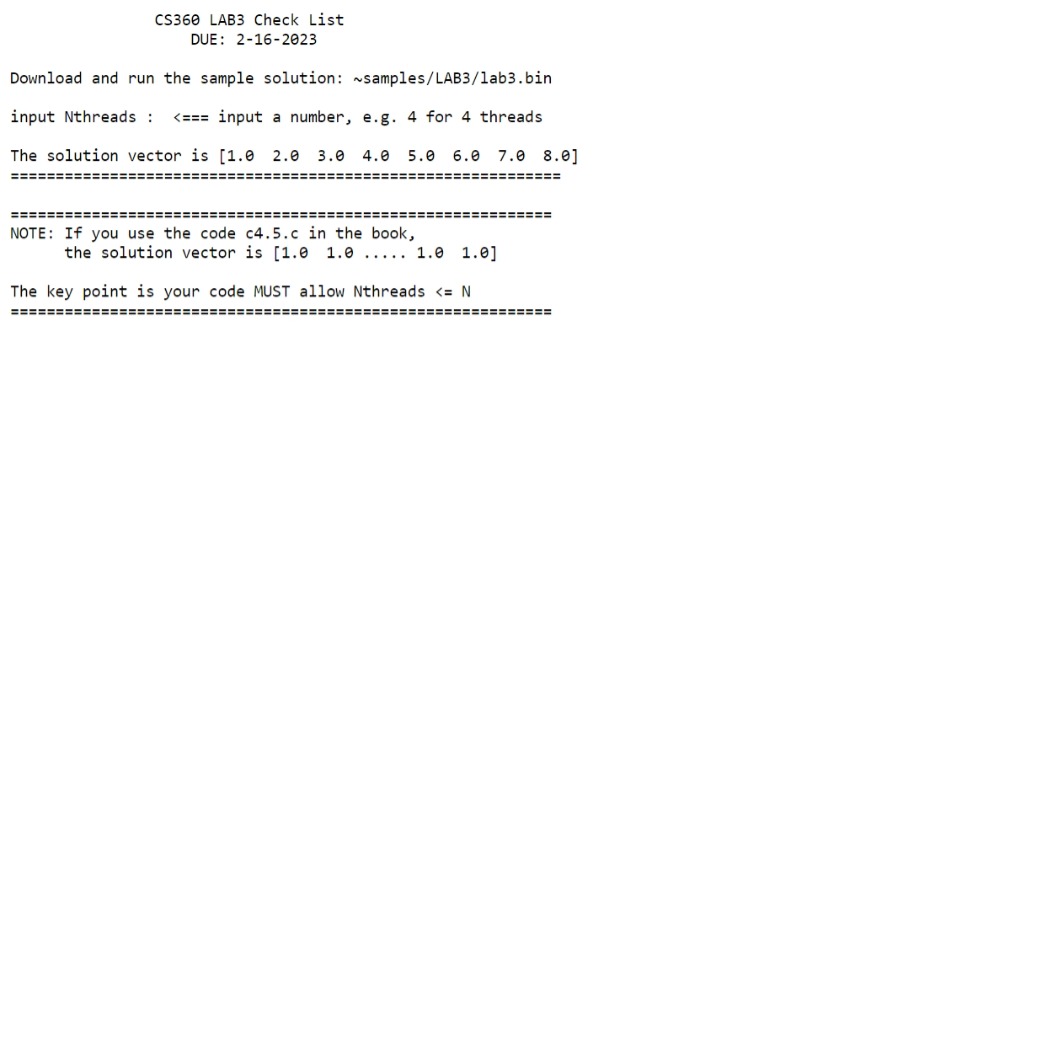 CS360 LAB3 Check List
DUE: 2-16-2023
Download and run the sample solution: ~samples/LAB3/lab3.bin
input Nthreads :  <=== input a number, e.g. 4 for 4 threads
The solution vector is [1.0  2.0  3.0  4.0  5.0  6.0  7.0  8.0]
=============================================================
============================================================
NOTE: If you use the code c4.5.c in the book,
the solution vector is [1.0  1.0 ..... 1.0  1.0]
The key point is your code MUST allow Nthreads <= N
============================================================